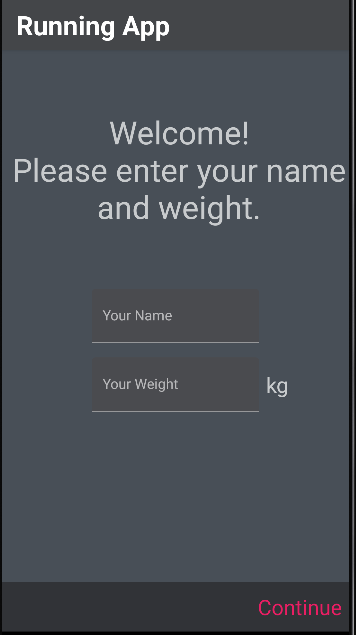 Running App
Welcome!
Please enter your name
and weight.
Your Name
Your Weight
kg
Continue